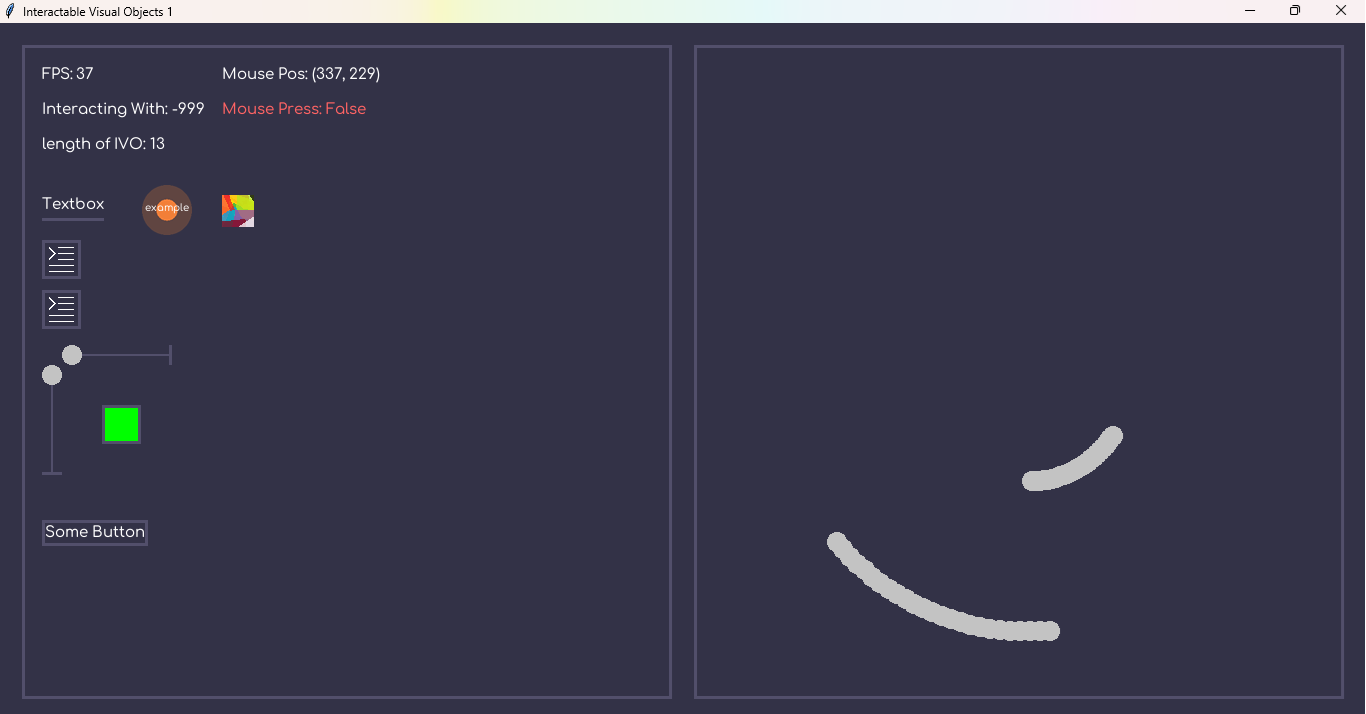 Interactable Visual Objects 1
FPS: 37
Mouse Pos: (337, 229)
Interacting With: -999
Mouse Press: False
length of IVO: 13
Textbox
example
Some Button